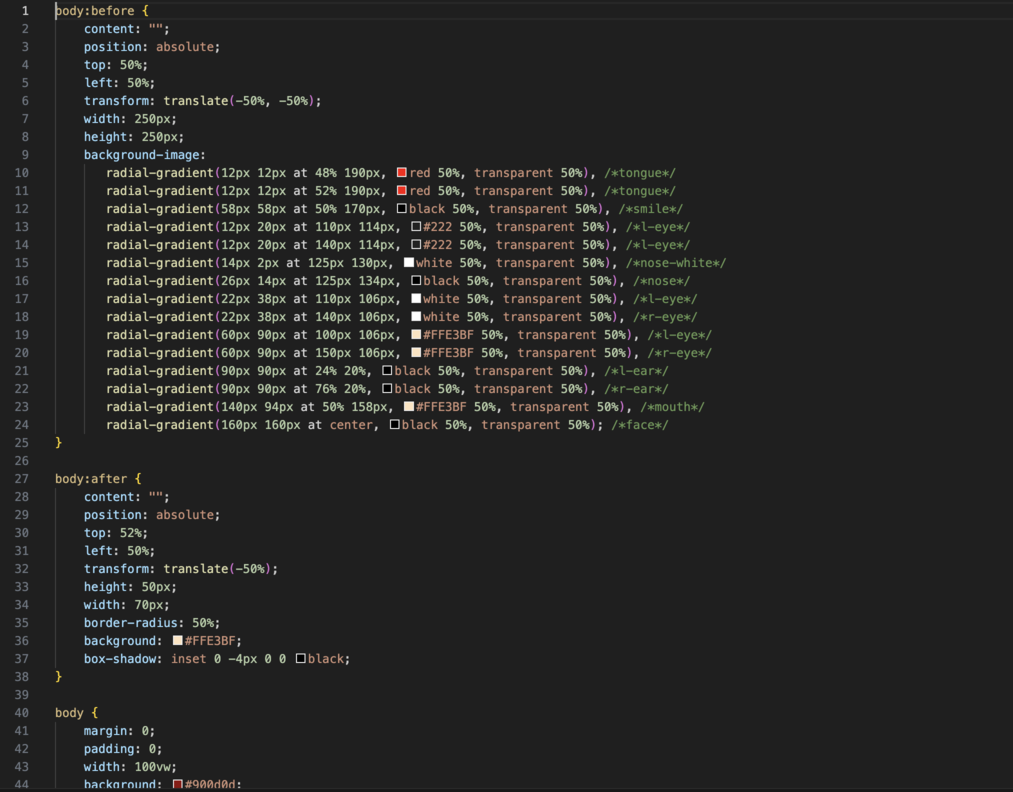 1 body:before {
2 content: "";
3 position: absolute;
4 top: 50%;
5 left: 50%;
6 transform: translate(-50%, -50%);
7 width: 250px;
8 height: 250px;
9 background-image:
10 radial-gradient(12px 12px at 48% 190px, red 50%, transparent 50%), /*tongue*/
11 radial-gradient(12px 12px at 52% 190px, red 50%, transparent 50%), /*tongue*/
12 radial-gradient(58px 58px at 50% 170px, black 50%, transparent 50%), /*smile*/
13 radial-gradient(12px 20px at 110px 114px, #222 50%, transparent 50%), /*l-eye*/
14 radial-gradient(12px 20px at 140px 114px, #222 50%, transparent 50%), /*l-eye*/
15 radial-gradient(14px 2px at 125px 130px, white 50%, transparent 50%), /*nose-white*/
16 radial-gradient(26px 14px at 125px 134px, black 50%, transparent 50%), /*nose*/
17 radial-gradient(22px 38px at 110px 106px, white 50%, transparent 50%), /*l-eye*/
18 radial-gradient(22px 38px at 140px 106px, white 50%, transparent 50%), /*r-eye*/
19 radial-gradient(60px 90px at 100px 106px, #FFE3BF 50%, transparent 50%), /*l-eye*/
20 radial-gradient(60px 90px at 150px 106px, #FFE3BF 50%, transparent 50%), /*r-eye*/
21 radial-gradient(90px 90px at 24% 20%, black 50%, transparent 50%), /*l-ear*/
22 radial-gradient(90px 90px at 76% 20%, black 50%, transparent 50%), /*r-ear*/
23 radial-gradient(140px 94px at 50% 158px, #FFE3BF 50%, transparent 50%), /*mouth*/
24 radial-gradient(160px 160px at center, black 50%, transparent 50%); /*face*/
25 }
26
27 body:after {
28 content: "";
29 position: absolute;
30 top: 52%;
31 left: 50%;
32 transform: translate(-50%);
33 height: 50px;
34 width: 70px;
35 border-radius: 50%;
36 background: #FFE3BF;
37 box-shadow: inset 0 -4px 0 0 black;
38 }
39
40 body {
41 margin: 0;
42 padding: 0;
43 width: 100vw;
44 background: #900d0d;